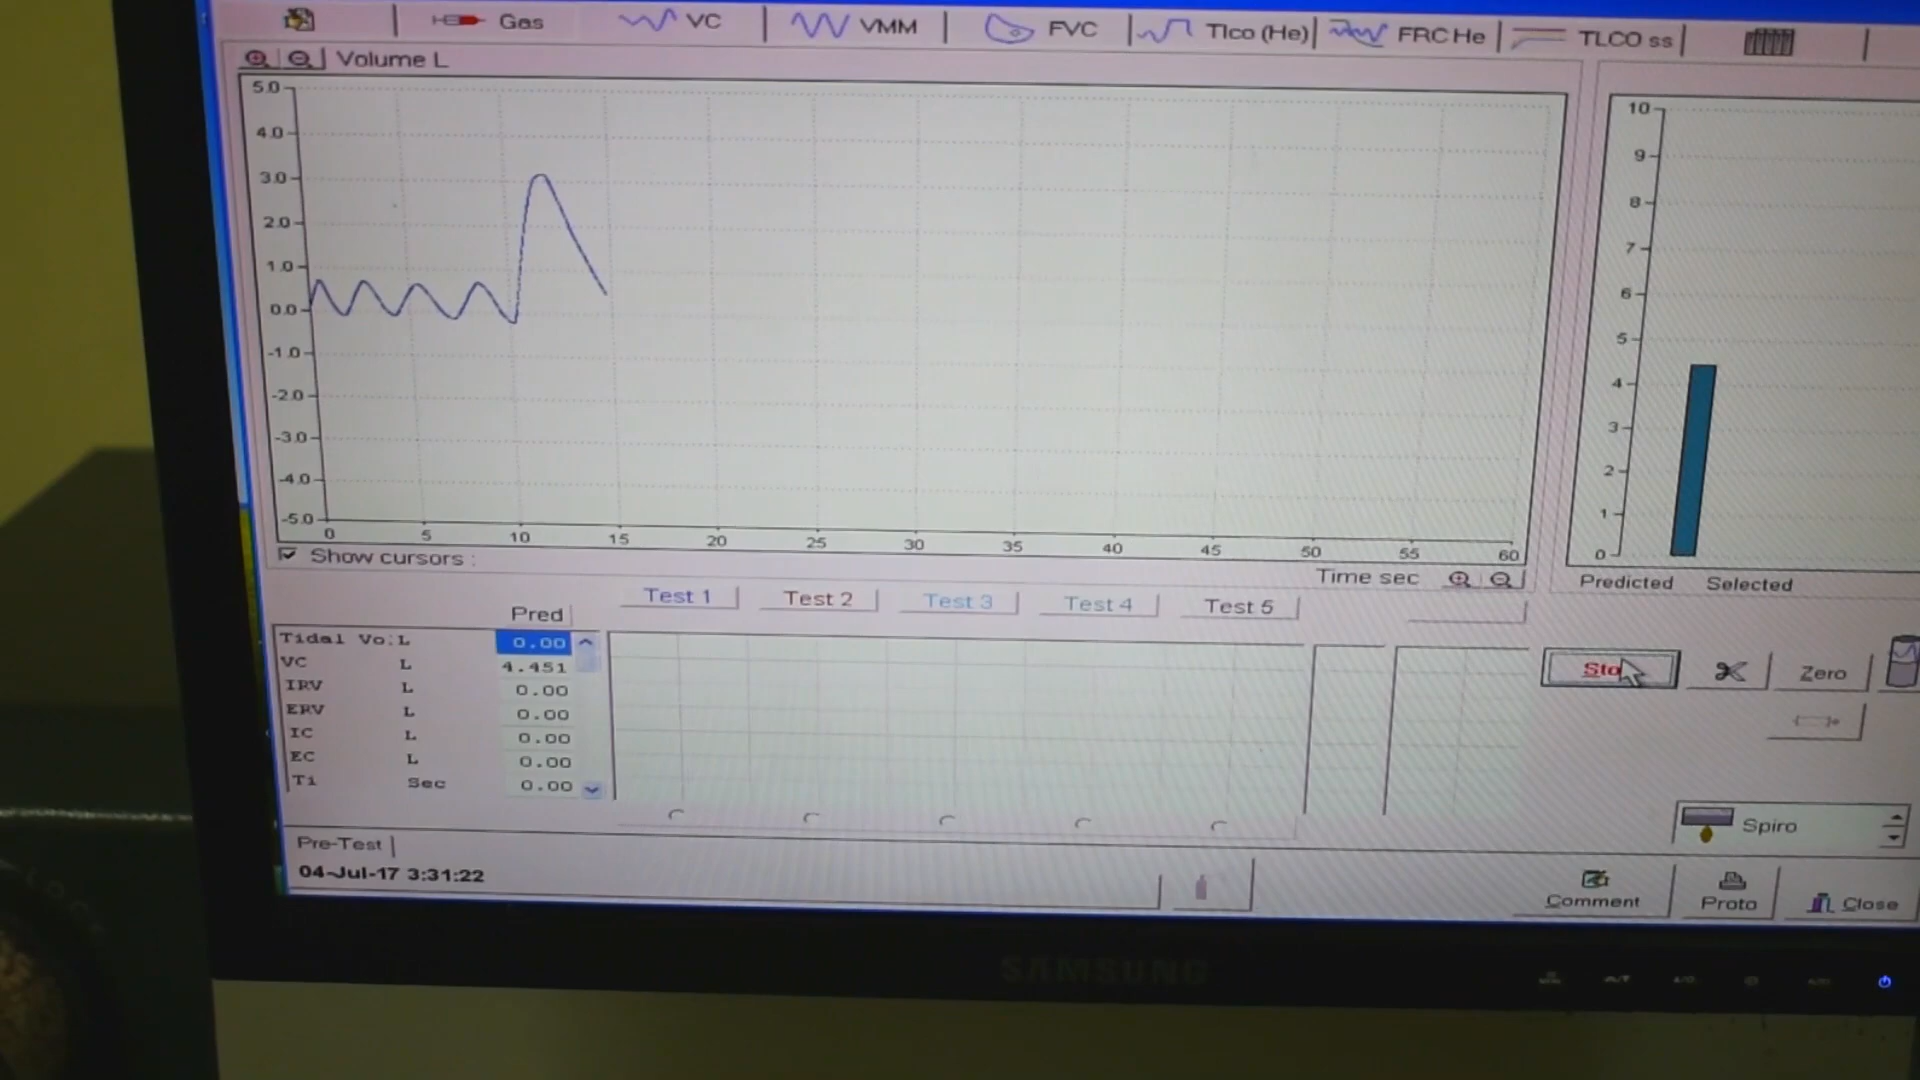 Gas VC VMM FVC Tlco (He) FRC He TLCO ss
Volume L
5.0
4.0
3.0
2.0
1.0
0.0
-1.0
-2.0
-3.0
-4.0
-5.0
0 5 10 15 20 25 30 35 40 45 50 55 60
Show cursors :
Time sec
10
9
8
7
6
5
4
3
2
1
0
Predicted Selected
Pred Test 1 Test 2 Test 3 Test 4 Test 5
Tidal Vo.L 0.00
VC L 4.451
IRV L 0.00
ERV L 0.00
IC L 0.00
EC L 0.00
Ti Sec 0.00
Sto
Zero
Spiro
Pre-Test
04-Jul-17 3:31:22
Comment Proto Close
SAMSUNG